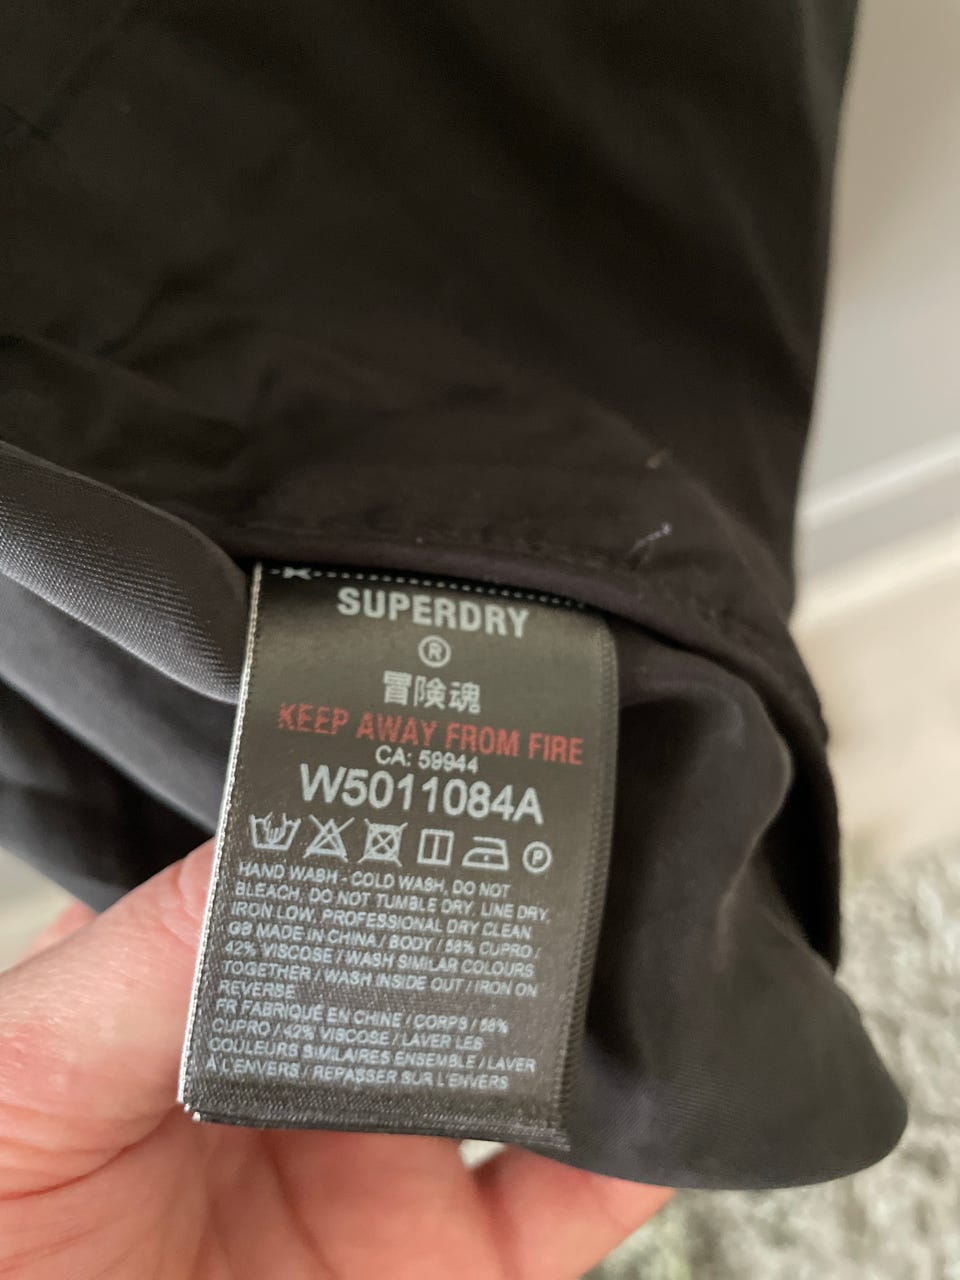 SUPERDRY
®
冒険魂
KEEP AWAY FROM FIRE
CA: 59944
W5011084A
P
HAND WASH - COLD WASH, DO NOT
BLEACH, DO NOT TUMBLE DRY, LINE DRY,
IRON LOW, PROFESSIONAL DRY CLEAN
GB MADE IN CHINA / BODY / 58% CUPRO /
42% VISCOSE / WASH SIMILAR COLOURS
TOGETHER / WASH INSIDE OUT / IRON ON
REVERSE
FR FABRIQUÉ EN CHINE / CORPS / 58%
CUPRO / 42% VISCOSE / LAVER LES
COULEURS SIMILAIRES ENSEMBLE / LAVER
À L'ENVERS / REPASSER SUR L'ENVERS